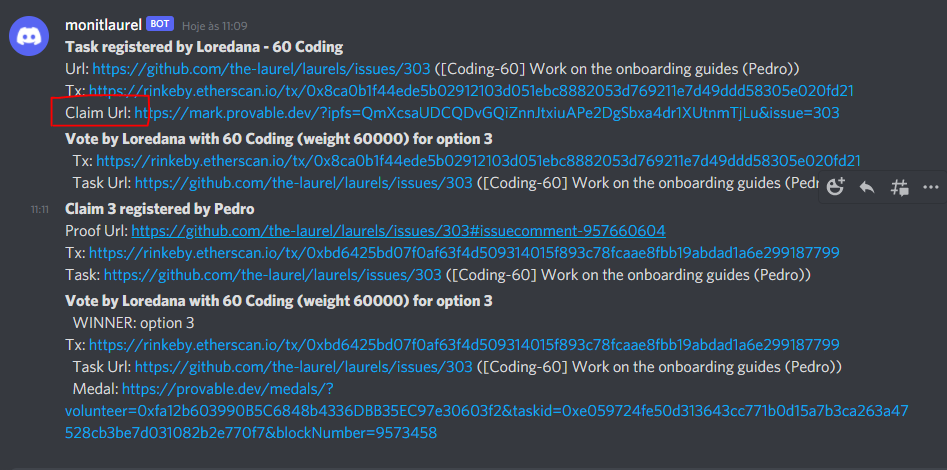 monitlaurel BOT Hoje às 11:09
Task registered by Loredana - 60 Coding
Url: https://github.com/the-laurel/laurels/issues/303 ([Coding-60] Work on the onboarding guides (Pedro))
Tx: https://rinkeby.etherscan.io/tx/0x8ca0b1f44ede5b02912103d051ebc8882053d769211e7d49ddd58305e020fd21
Claim Url: https://mark.provable.dev/?ipfs=QmXcsaUDCQDvGQiZnnJtxiuAPe2DgSbxa4dr1XUtnmTjLu&issue=303
Vote by Loredana with 60 Coding (weight 60000) for option 3
Tx: https://rinkeby.etherscan.io/tx/0x8ca0b1f44ede5b02912103d051ebc8882053d769211e7d49ddd58305e020fd21
Task Url: https://github.com/the-laurel/laurels/issues/303 ([Coding-60] Work on the onboarding guides (Pedr
11:11 Claim 3 registered by Pedro
Proof Url: https://github.com/the-laurel/laurels/issues/303#issuecomment-957660604
Tx: https://rinkeby.etherscan.io/tx/0xbd6425bd07f0af63f4d509314015f893c78fcaae8fbb19abdad1a6e299187799
Task: https://github.com/the-laurel/laurels/issues/303 ([Coding-60] Work on the onboarding guides (Pedro))
Vote by Loredana with 60 Coding (weight 60000) for option 3
WINNER: option 3
Tx: https://rinkeby.etherscan.io/tx/0xbd6425bd07f0af63f4d509314015f893c78fcaae8fbb19abdad1a6e299187799
Task Url: https://github.com/the-laurel/laurels/issues/303 ([Coding-60] Work on the onboarding guides (Pedro))
Medal: https://provable.dev/medals/?
volunteer=0xfa12b603990B5C6848b4336DBB35EC97e30603f2&taskid=0xe059724fe50d313643cc771b0d15a7b3ca263a47
528cb3be7d031082b2e770f7&blockNumber=9573458